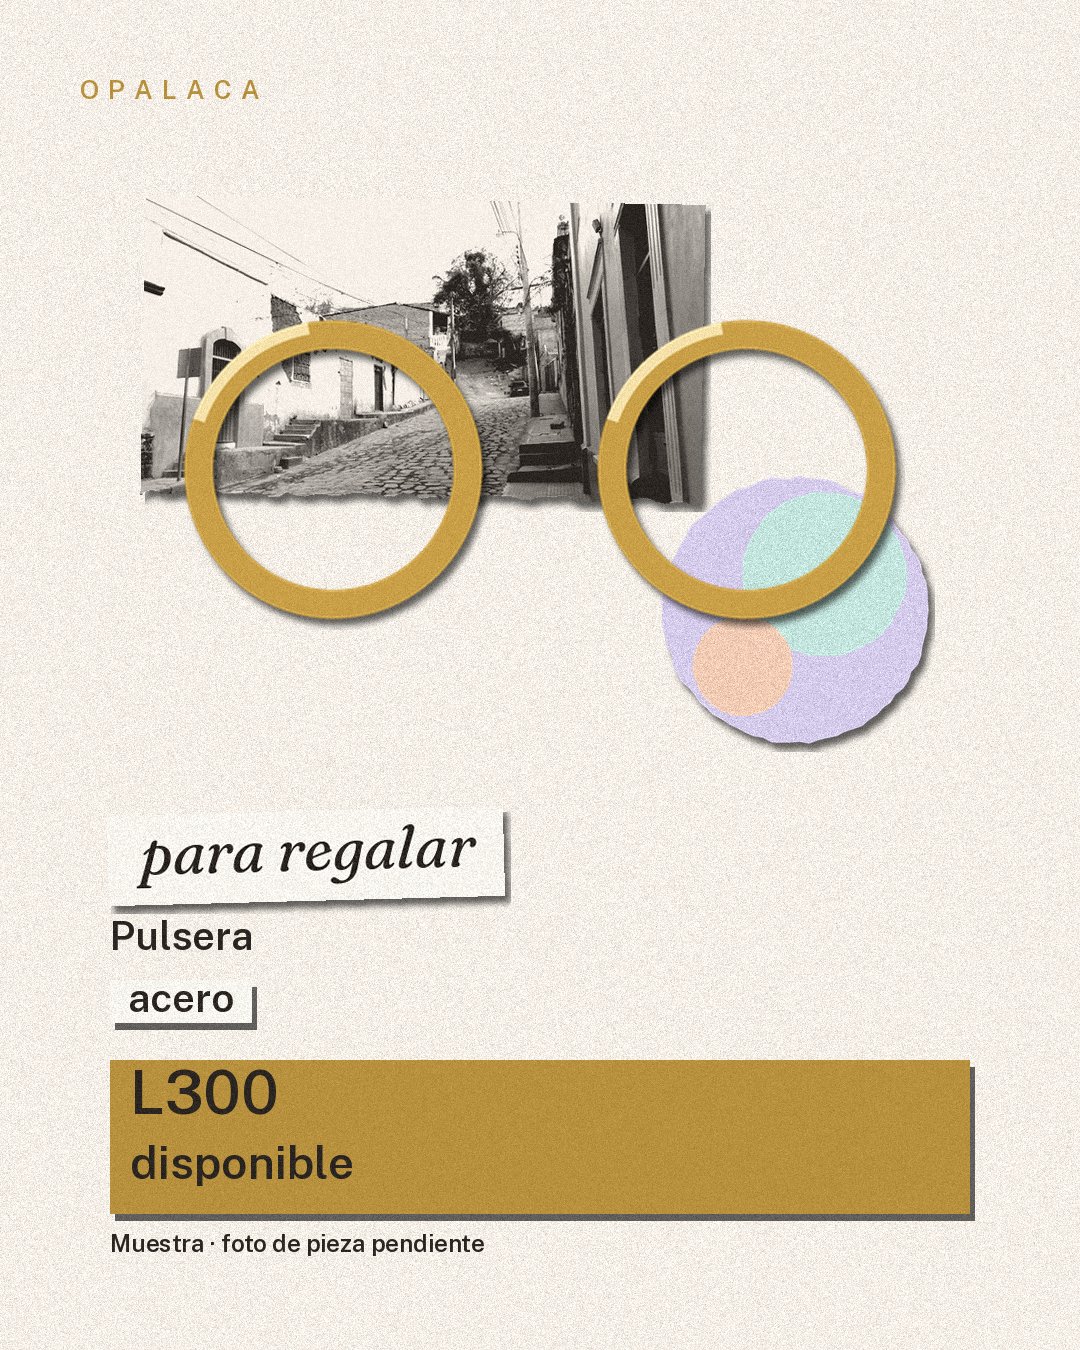 OPALACA
para regalar
Pulsera
acero
L300
disponible
Muestra · foto de pieza pendiente